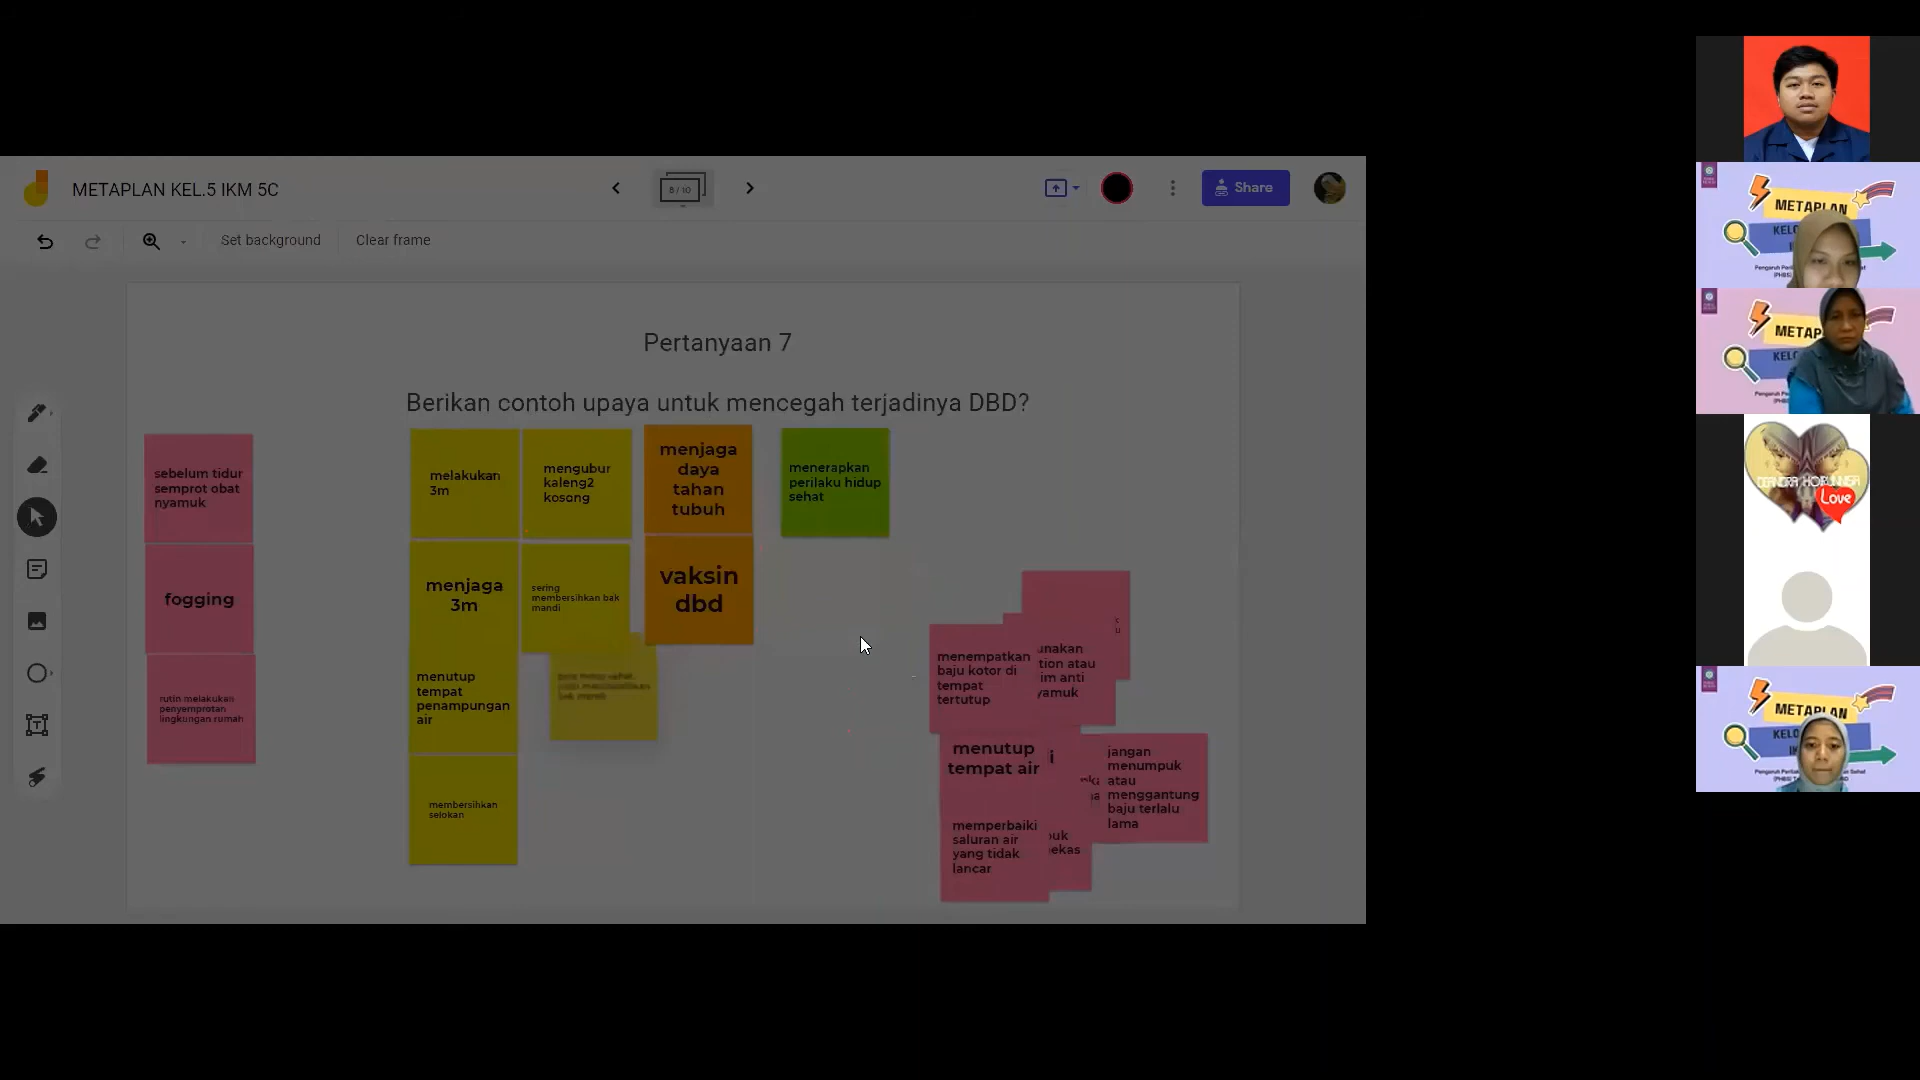 METAPLAN KEL.5 IKM 5C
8 / 10
Share
Set background
Clear frame
Pertanyaan 7
Berikan contoh upaya untuk mencegah terjadinya DBD?
sebelum tidur
semprot obat
nyamuk
fogging
rutin melakukan
penyemprotan
lingkungan rumah
melakukan
3m
mengubur
kaleng2
kosong
menjaga
3m
sering
membersihkan bak
mandi
menutup
tempat
penampungan
air
membersihkan
selokan
menjaga
daya
tahan
tubuh
vaksin
dbd
menerapkan
perilaku hidup
sehat
menempatkan
baju kotor di
tempat
tertutup
unakan
tion atau
im anti
yamuk
menutup
tempat air
i
jangan
menumpuk
atau
menggantung
baju terlalu
lama
memperbaiki
saluran air
yang tidak
lancar
puk
ekas
METAPLAN
KELO
METAP
KELO
Love
METAPLAN
KELO